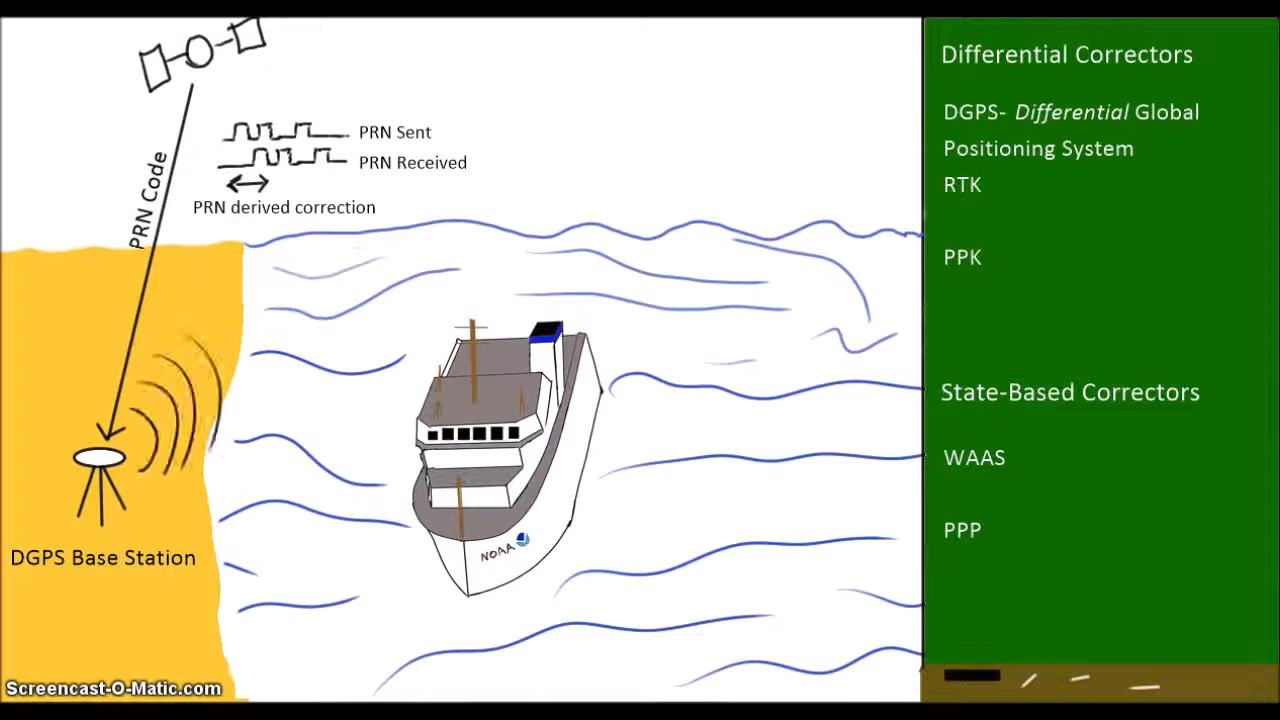 PRN Sent
PRN Received
PRN derived correction
PRN Code
DGPS Base Station
NOAA
Differential Correctors
DGPS- Differential Global
Positioning System
RTK
PPK
State-Based Correctors
WAAS
PPP
Screencast-O-Matic.com